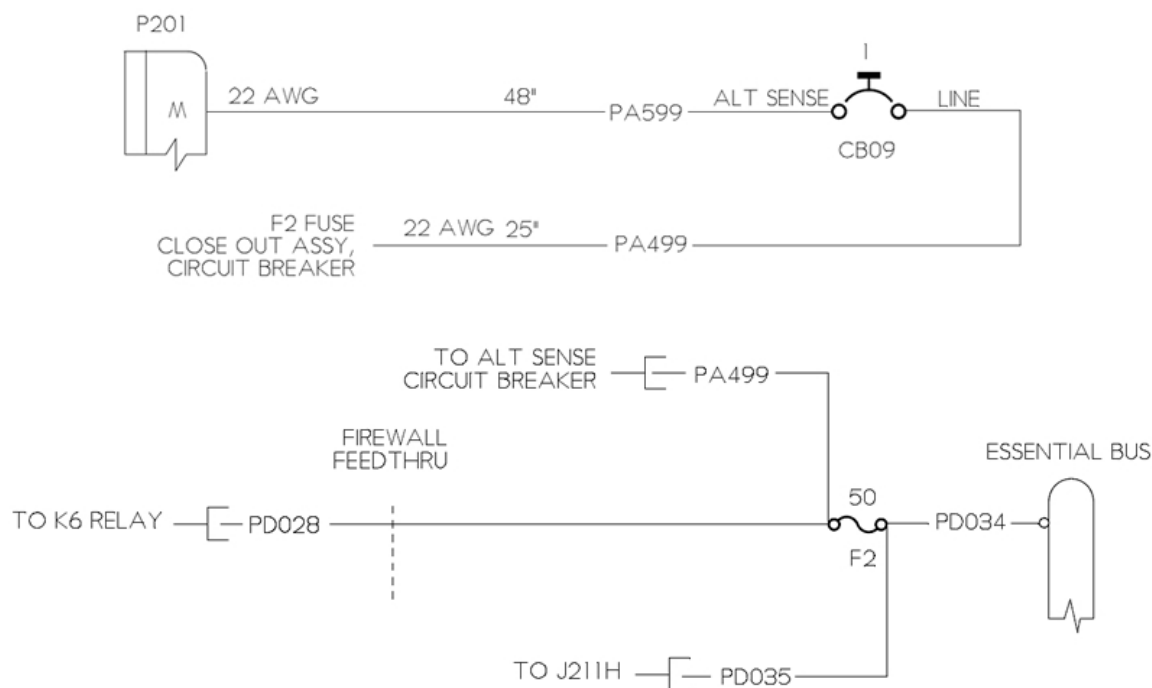 P201
1
22 AWG 48" PA599 ALT SENSE LINE
M
CB09
F2 FUSE
CLOSE OUT ASSY,
CIRCUIT BREAKER
22 AWG 25" PA499
TO ALT SENSE
CIRCUIT BREAKER
PA499
FIREWALL
FEEDTHRU
ESSENTIAL BUS
50
TO K6 RELAY PD028 PD034
F2
TO J211H PD035